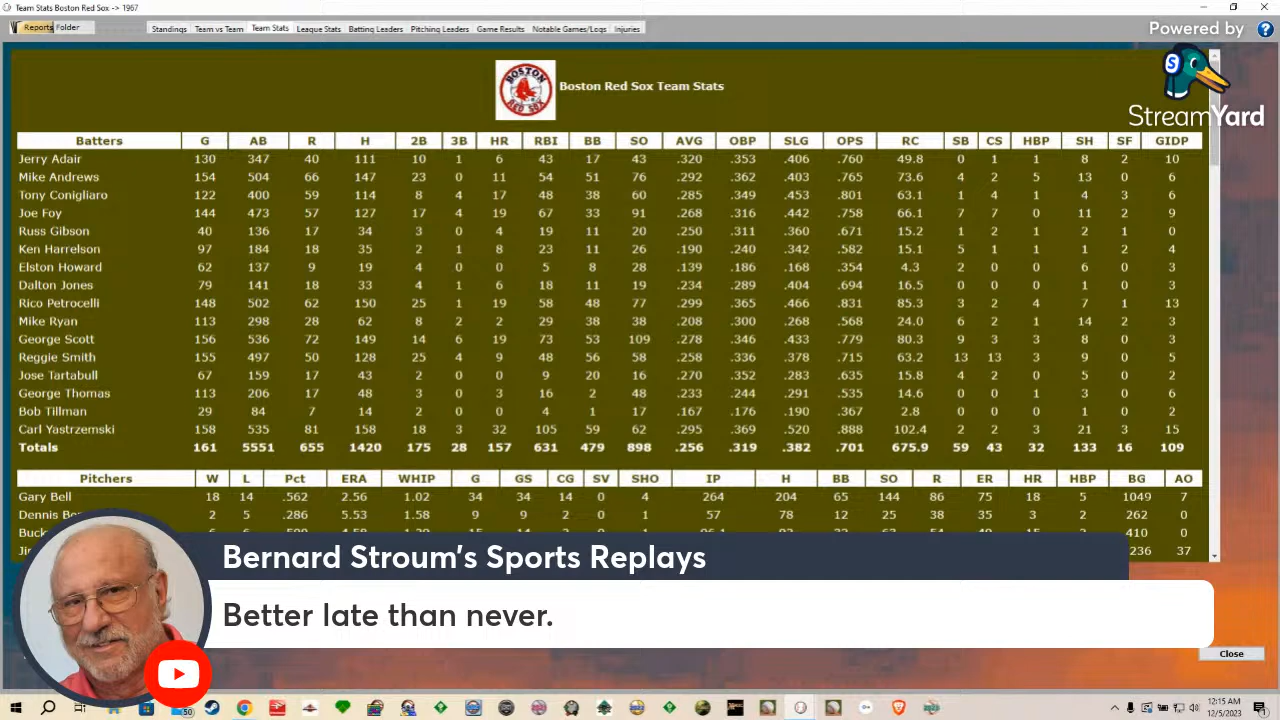 Team Stats Boston Red Sox -> 1967
Reports Folder
Standings Team vs Team Team Stats League Stats Batting Leaders Pitching Leaders Game Results Notable Games/Logs Injuries
Powered by
StreamYard
BOSTON RED SOX
Boston Red Sox Team Stats
Batters G AB R H 2B 3B HR RBI BB SO AVG OBP SLG OPS RC SB CS HBP SH SF GIDP
Jerry Adair 130 347 40 111 10 1 6 43 17 43 .320 .353 .406 .760 49.8 0 1 1 8 2 10
Mike Andrews 154 504 66 147 23 0 11 54 51 76 .292 .362 .403 .765 73.6 4 2 5 13 0 6
Tony Conigliaro 122 400 59 114 8 4 17 48 38 60 .285 .349 .453 .801 63.1 1 4 1 4 3 6
Joe Foy 144 473 57 127 17 4 19 67 33 91 .268 .316 .442 .758 66.1 7 7 0 11 2 9
Russ Gibson 40 136 17 34 3 0 4 19 11 20 .250 .311 .360 .671 15.2 1 2 1 2 1 0
Ken Harrelson 97 184 18 35 2 1 8 23 11 26 .190 .240 .342 .582 15.1 5 1 1 1 2 4
Elston Howard 62 137 9 19 4 0 0 5 8 28 .139 .186 .168 .354 4.3 2 0 0 6 0 3
Dalton Jones 79 141 18 33 4 1 6 18 11 19 .234 .289 .404 .694 16.5 0 0 0 1 0 3
Rico Petrocelli 148 502 62 150 25 1 19 58 48 77 .299 .365 .466 .831 85.3 3 2 4 7 1 13
Mike Ryan 113 298 28 62 8 2 2 29 38 38 .208 .300 .268 .568 24.0 6 2 1 14 2 3
George Scott 156 536 72 149 14 6 19 73 53 109 .278 .346 .433 .779 80.3 9 3 3 8 0 3
Reggie Smith 155 497 50 128 25 4 9 48 56 58 .258 .336 .378 .715 63.2 13 13 3 9 0 5
Jose Tartabull 67 159 17 43 2 0 0 9 20 16 .270 .352 .283 .635 15.8 4 2 0 5 0 2
George Thomas 113 206 17 48 3 0 3 16 2 48 .233 .244 .291 .535 14.6 0 0 1 3 0 6
Bob Tillman 29 84 7 14 2 0 0 4 1 17 .167 .176 .190 .367 2.8 0 0 0 1 0 2
Carl Yastrzemski 158 535 81 158 18 3 32 105 59 62 .295 .369 .520 .888 102.4 2 2 3 21 3 15
Totals 161 5551 655 1420 175 28 157 631 479 898 .256 .319 .382 .701 675.9 59 43 32 133 16 109
Pitchers W L Pct ERA WHIP G GS CG SV SHO IP H BB SO R ER HR HBP BG AO
Gary Bell 18 14 .562 2.56 1.02 34 34 14 0 4 264 204 65 144 86 75 18 5 1049 7
Dennis 2 5 .286 5.53 1.58 9 9 2 0 1 57 78 12 25 38 35 3 2 262 0
410 0
236 37
Bernard Stroum's Sports Replays
Better late than never.
Close
12:15 AM
12/5/2023